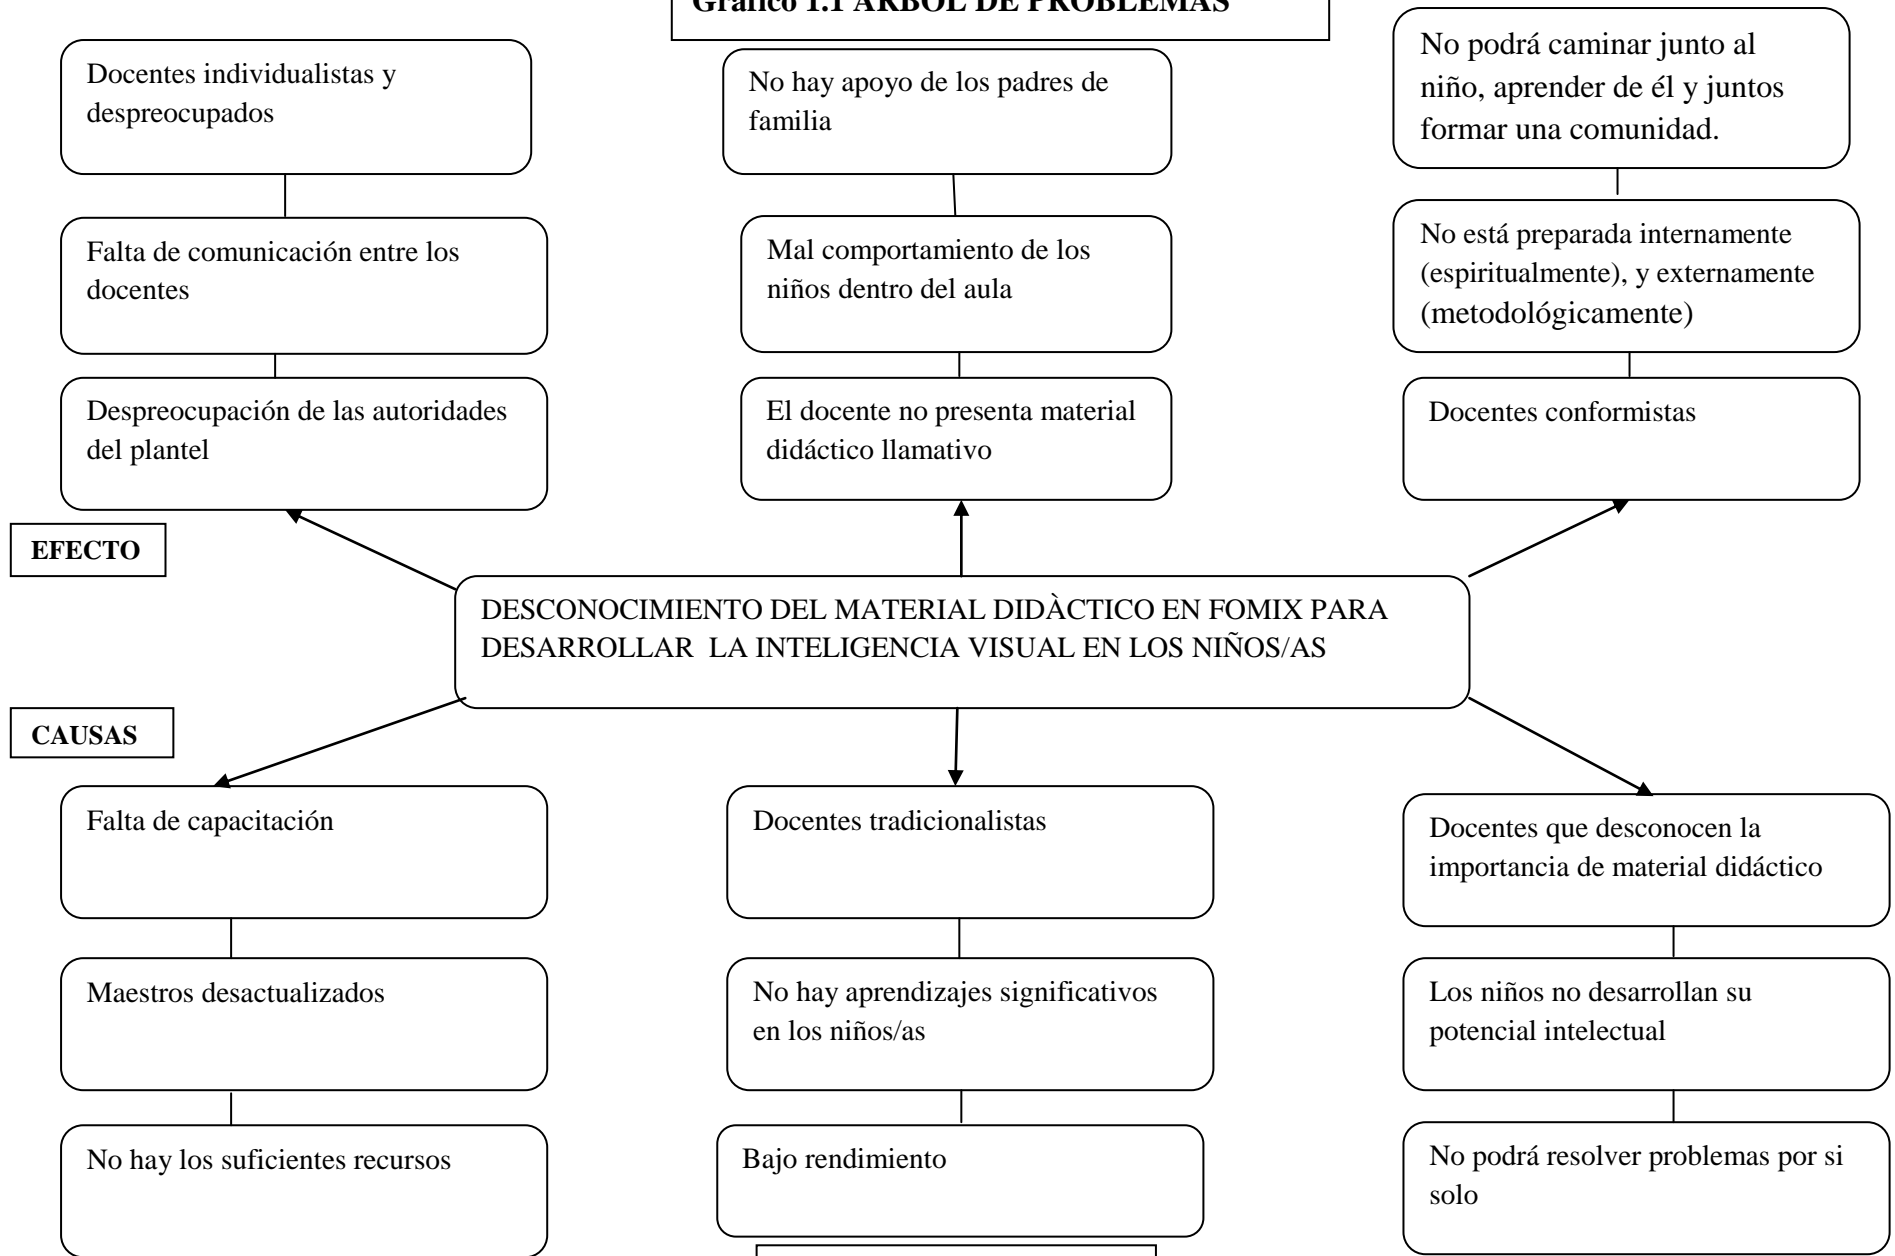 Gráfico 1.1 ÁRBOL DE PROBLEMAS
Docentes individualistas y
despreocupados
No hay apoyo de los padres de
familia
No podrá caminar junto al
niño, aprender de él y juntos
formar una comunidad.
Falta de comunicación entre los
docentes
Mal comportamiento de los
niños dentro del aula
No está preparada internamente
(espiritualmente), y externamente
(metodológicamente)
Despreocupación de las autoridades
del plantel
El docente no presenta material
didáctico llamativo
Docentes conformistas
EFECTO
DESCONOCIMIENTO DEL MATERIAL DIDÀCTICO EN FOMIX PARA
DESARROLLAR LA INTELIGENCIA VISUAL EN LOS NIÑOS/AS
CAUSAS
Falta de capacitación
Docentes tradicionalistas
Docentes que desconocen la
importancia de material didáctico
Maestros desactualizados
No hay aprendizajes significativos
en los niños/as
Los niños no desarrollan su
potencial intelectual
No hay los suficientes recursos
Bajo rendimiento
No podrá resolver problemas por si
solo